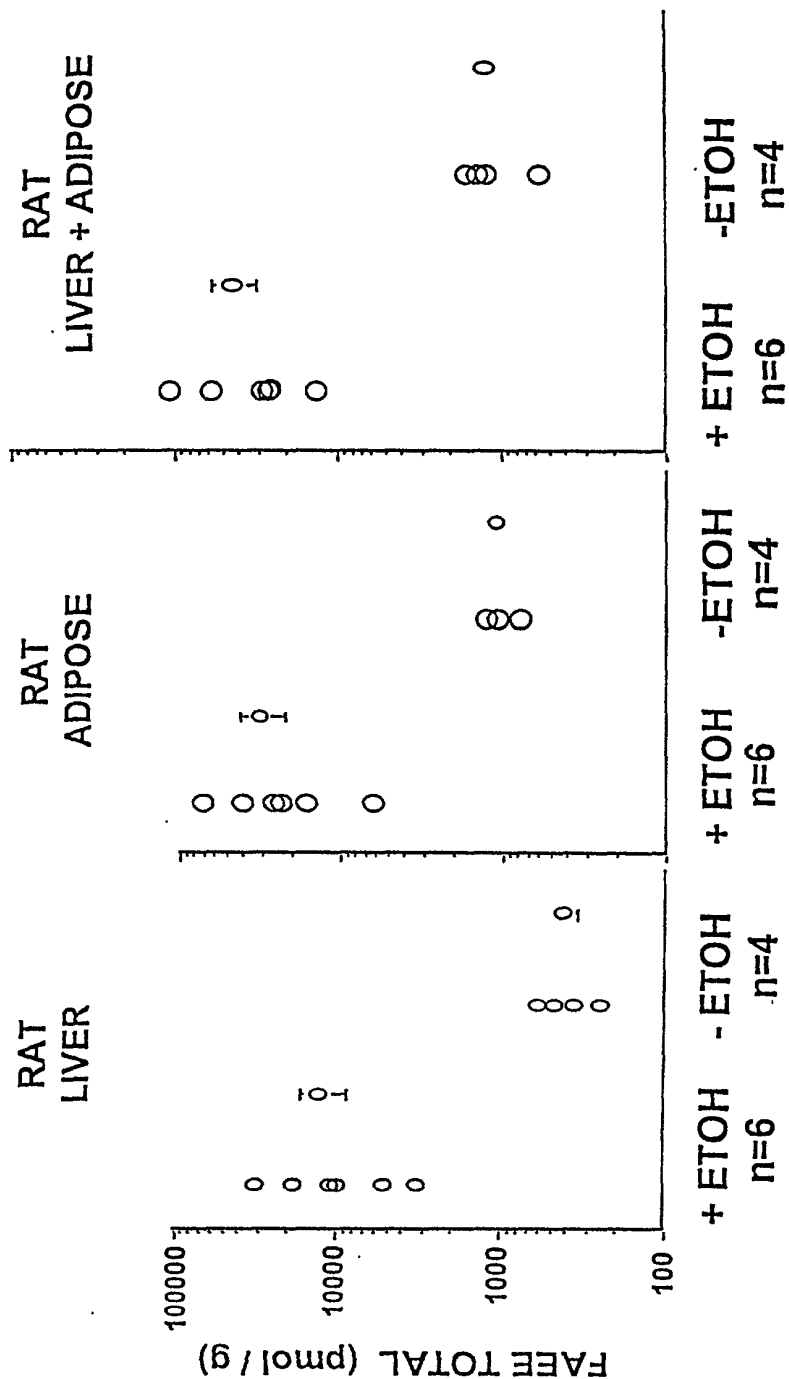 RAT
LIVER
RAT
ADIPOSE
RAT
LIVER + ADIPOSE
FAEE TOTAL (pmol / g)
100000
10000
1000
100
+ ETOH
n=6
- ETOH
n=4
+ ETOH
n=6
-ETOH
n=4
+ ETOH
n=6
-ETOH
n=4